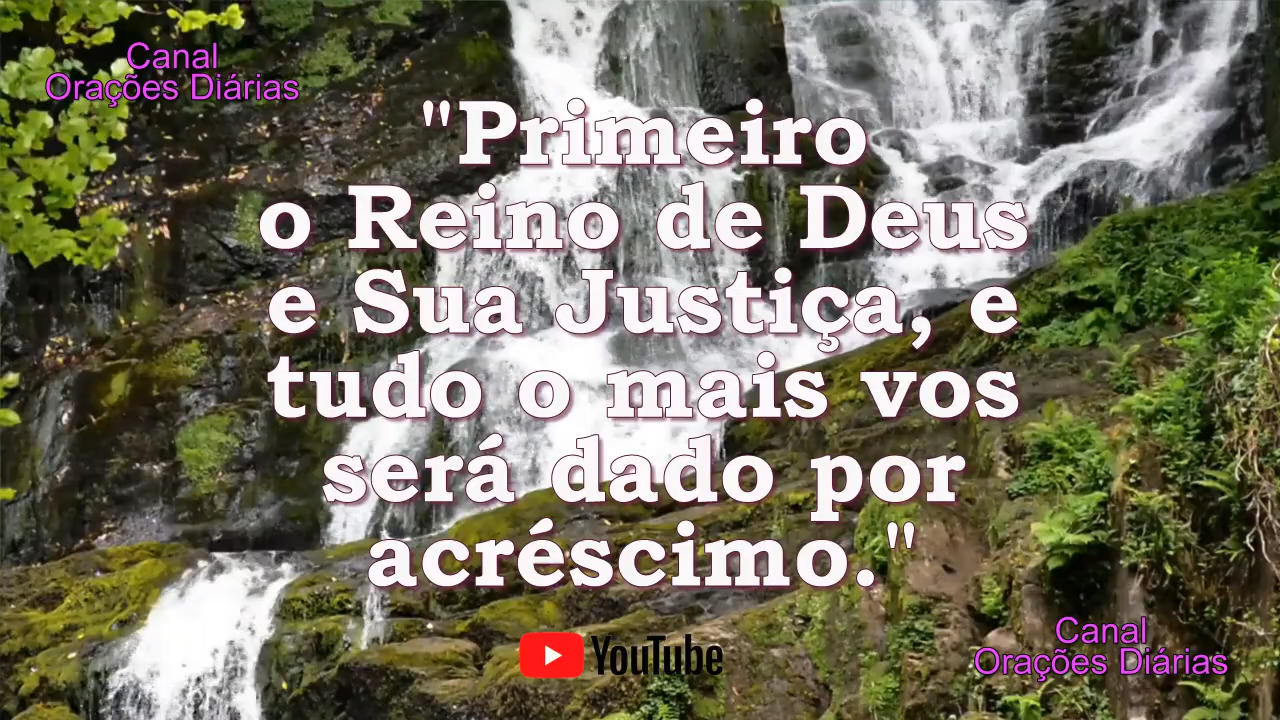 Canal
Orações Diárias
"Primeiro
o Reino de Deus
e Sua Justiça, e
tudo o mais vos
será dado por
acréscimo."
YouTube
Canal
Orações Diárias